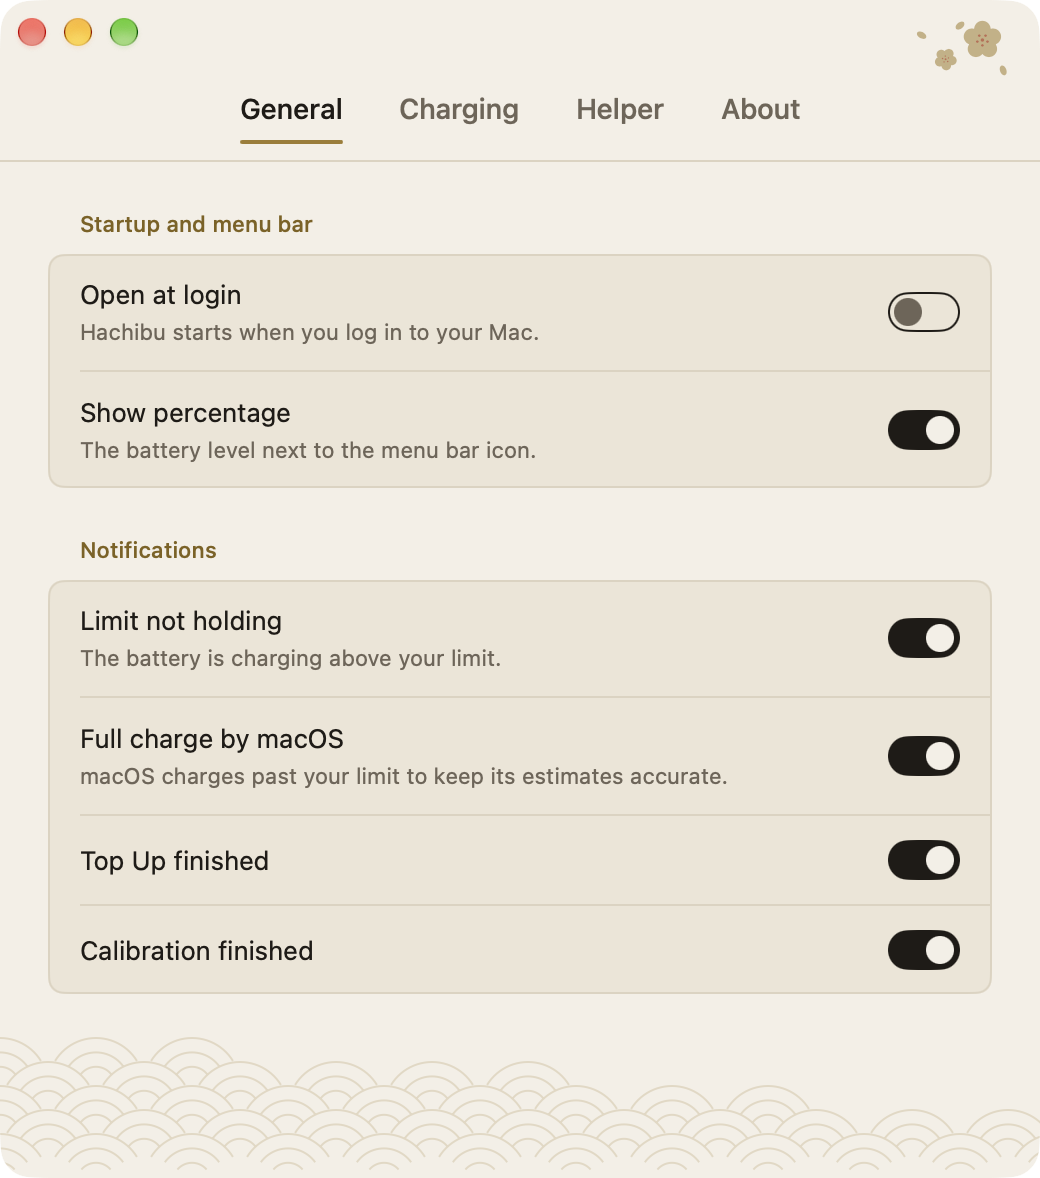 General Charging Helper About
Startup and menu bar
Open at login
Hachibu starts when you log in to your Mac.
Show percentage
The battery level next to the menu bar icon.
Notifications
Limit not holding
The battery is charging above your limit.
Full charge by macOS
macOS charges past your limit to keep its estimates accurate.
Top Up finished
Calibration finished